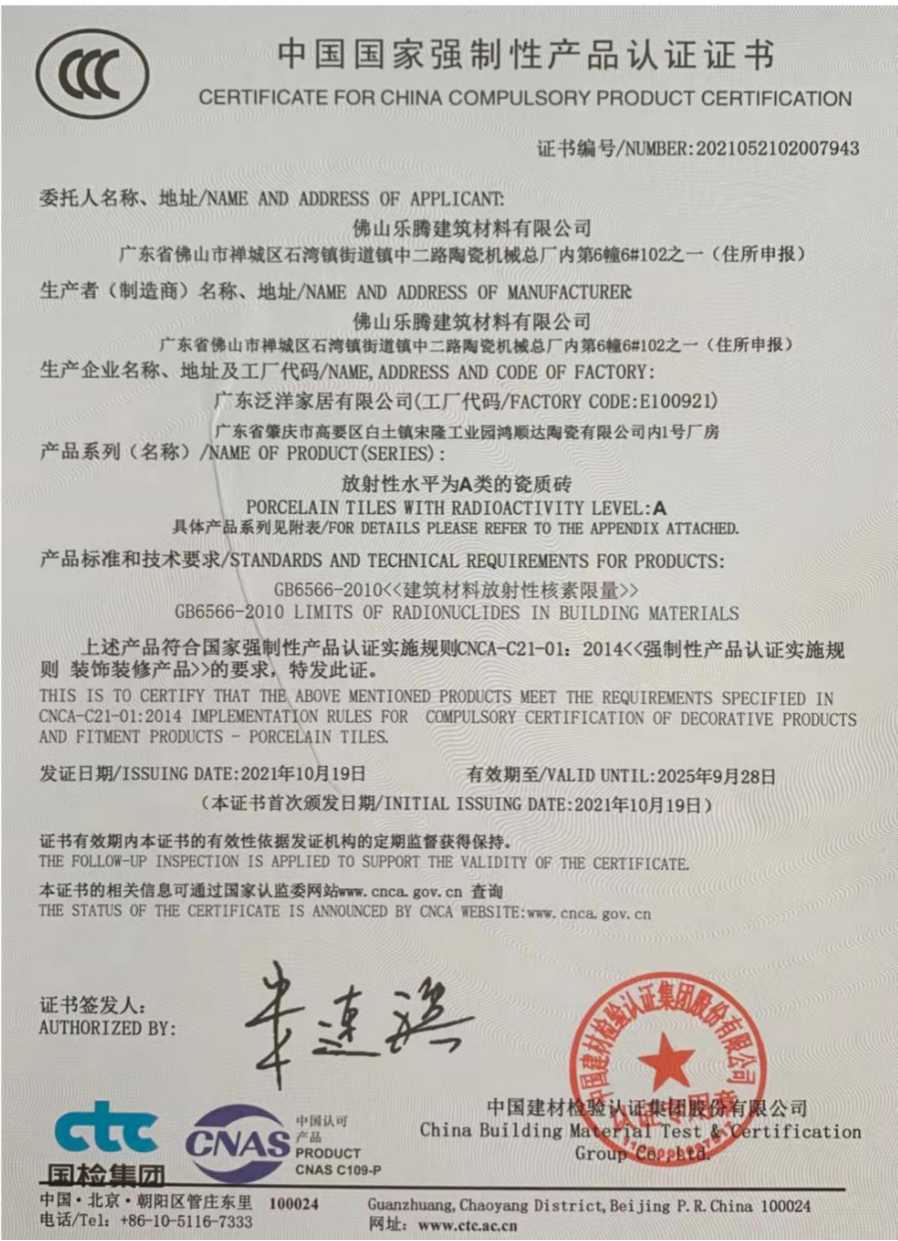 中国国家强制性产品认证证书
CERTIFICATE FOR CHINA COMPULSORY PRODUCT CERTIFICATION
证书编号/NUMBER:2021052102007943
委托人名称、地址/NAME AND ADDRESS OF APPLICANT:
佛山乐腾建筑材料有限公司
广东省佛山市禅城区石湾镇街道镇中二路陶瓷机械总厂内第6幢6#102之一（住所申报）
生产者（制造商）名称、地址/NAME AND ADDRESS OF MANUFACTURER:
佛山乐腾建筑材料有限公司
广东省佛山市禅城区石湾镇街道镇中二路陶瓷机械总厂内第6幢6#102之一（住所申报）
生产企业名称、地址及工厂代码/NAME, ADDRESS AND CODE OF FACTORY:
广东泛洋家居有限公司(工厂代码/FACTORY CODE:E100921)
广东省肇庆市高要区白土镇宋隆工业园鸿顺达陶瓷有限公司内1号厂房
产品系列（名称）/NAME OF PRODUCT(SERIES):
放射性水平为A类的瓷质砖
PORCELAIN TILES WITH RADIOACTIVITY LEVEL:A
具体产品系列见附表/FOR DETAILS PLEASE REFER TO THE APPENDIX ATTACHED.
产品标准和技术要求/STANDARDS AND TECHNICAL REQUIREMENTS FOR PRODUCTS:
GB6566-2010<<建筑材料放射性核素限量>>
GB6566-2010 LIMITS OF RADIONUCLIDES IN BUILDING MATERIALS
上述产品符合国家强制性产品认证实施规则CNCA-C21-01：2014<<强制性产品认证实施规
则 装饰装修产品>>的要求，特发此证。
THIS IS TO CERTIFY THAT THE ABOVE MENTIONED PRODUCTS MEET THE REQUIREMENTS SPECIFIED IN
CNCA-C21-01:2014 IMPLEMENTATION RULES FOR COMPULSORY CERTIFICATION OF DECORATIVE PRODUCTS
AND FITMENT PRODUCTS - PORCELAIN TILES.
发证日期/ISSUING DATE:2021年10月19日 有效期至/VALID UNTIL:2025年9月28日
（本证书首次颁发日期/INITIAL ISSUING DATE:2021年10月19日）
证书有效期内本证书的有效性依据发证机构的定期监督获得保持。
THE FOLLOW-UP INSPECTION IS APPLIED TO SUPPORT THE VALIDITY OF THE CERTIFICATE.
本证书的相关信息可通过国家认监委网站www.cnca.gov.cn 查询
THE STATUS OF THE CERTIFICATE IS ANNOUNCED BY CNCA WEBSITE:www.cnca.gov.cn
证书签发人：
AUTHORIZED BY:
中国建材检验认证集团股份有限公司
认证专用章
中国建材检验认证集团股份有限公司
China Building Material Test & Certification
Group Co., Ltd.
ctc
国检集团
CNAS
中国认可
产品
PRODUCT
CNAS C109-P
中国·北京·朝阳区管庄东里 100024
电话/Tel: +86-10-5116-7333
Guanzhuang, Chaoyang District, Beijing P.R.China 100024
网址：www.ctc.ac.cn